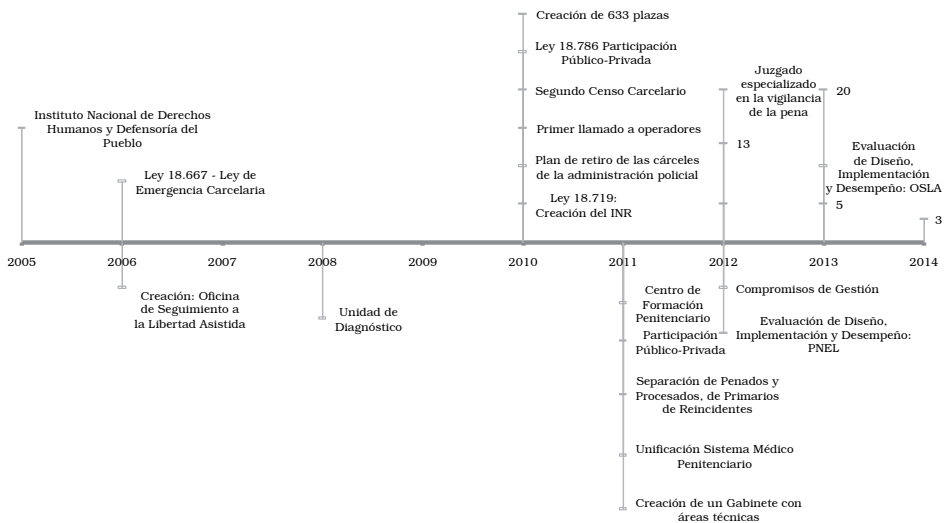 Creación de 633 plazas
Ley 18.786 Participación
Público-Privada
Segundo Censo Carcelario
Primer llamado a operadores
Plan de retiro de las cárceles
de la administración policial
Ley 18.719:
Creación del INR
Instituto Nacional de Derechos
Humanos y Defensoría del
Pueblo
Ley 18.667 - Ley de
Emergencia Carcelaria
Juzgado
especializado
en la vigilancia
de la pena
13
20
Evaluación
de Diseño,
Implementación
y Desempeño: OSLA
5
3
2005
2006
2007
2008
2009
2010
2011
2012
2013
2014
Creación: Oficina
de Seguimiento a
la Libertad Asistida
Unidad de
Diagnóstico
Centro de
Formación
Penitenciario
Participación
Público-Privada
Separación de Penados y
Procesados, de Primarios
de Reincidentes
Unificación Sistema Médico
Penitenciario
Creación de un Gabinete con
áreas técnicas
Compromisos de Gestión
Evaluación de Diseño,
Implementación y Desempeño:
PNEL